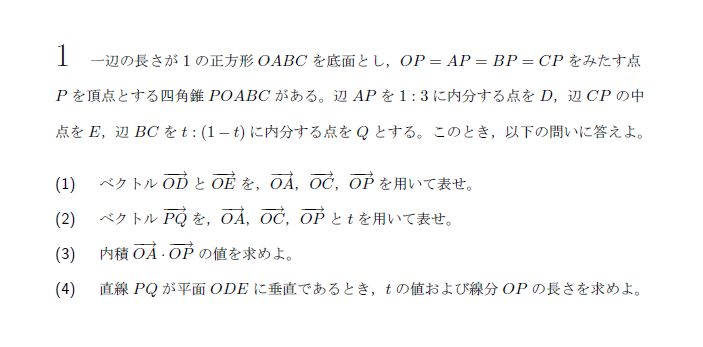 1 一辺の長さが 1 の正方形 OABC を底面とし，OP = AP = BP = CP をみたす点
P を頂点とする四角錐 POABC がある。辺 AP を 1 : 3 に内分する点を D，辺 CP の中
点を E，辺 BC を t : (1 − t) に内分する点を Q とする。このとき，以下の問いに答えよ。
(1) ベクトル $\overrightarrow{OD}$ と $\overrightarrow{OE}$ を，$\overrightarrow{OA}$，$\overrightarrow{OC}$，$\overrightarrow{OP}$ を用いて表せ。
(2) ベクトル $\overrightarrow{PQ}$ を，$\overrightarrow{OA}$，$\overrightarrow{OC}$，$\overrightarrow{OP}$ と t を用いて表せ。
(3) 内積 $\overrightarrow{OA} \cdot \overrightarrow{OP}$ の値を求めよ。
(4) 直線 PQ が平面 ODE に垂直であるとき，t の値および線分 OP の長さを求めよ。